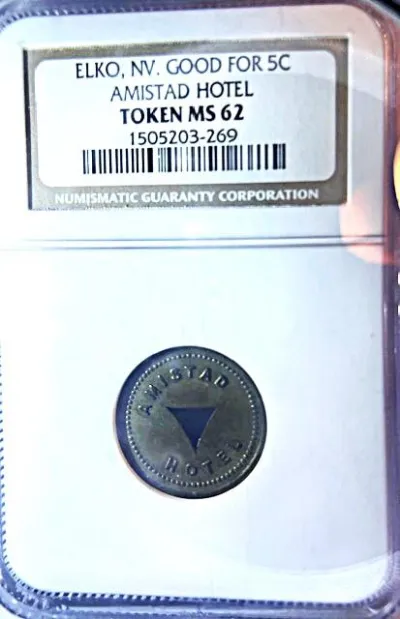 ELKO, NV. GOOD FOR 5C
AMISTAD HOTEL
TOKEN MS 62
1505203-269
NUMISMATIC GUARANTY CORPORATION
AMISTAD
HOTEL